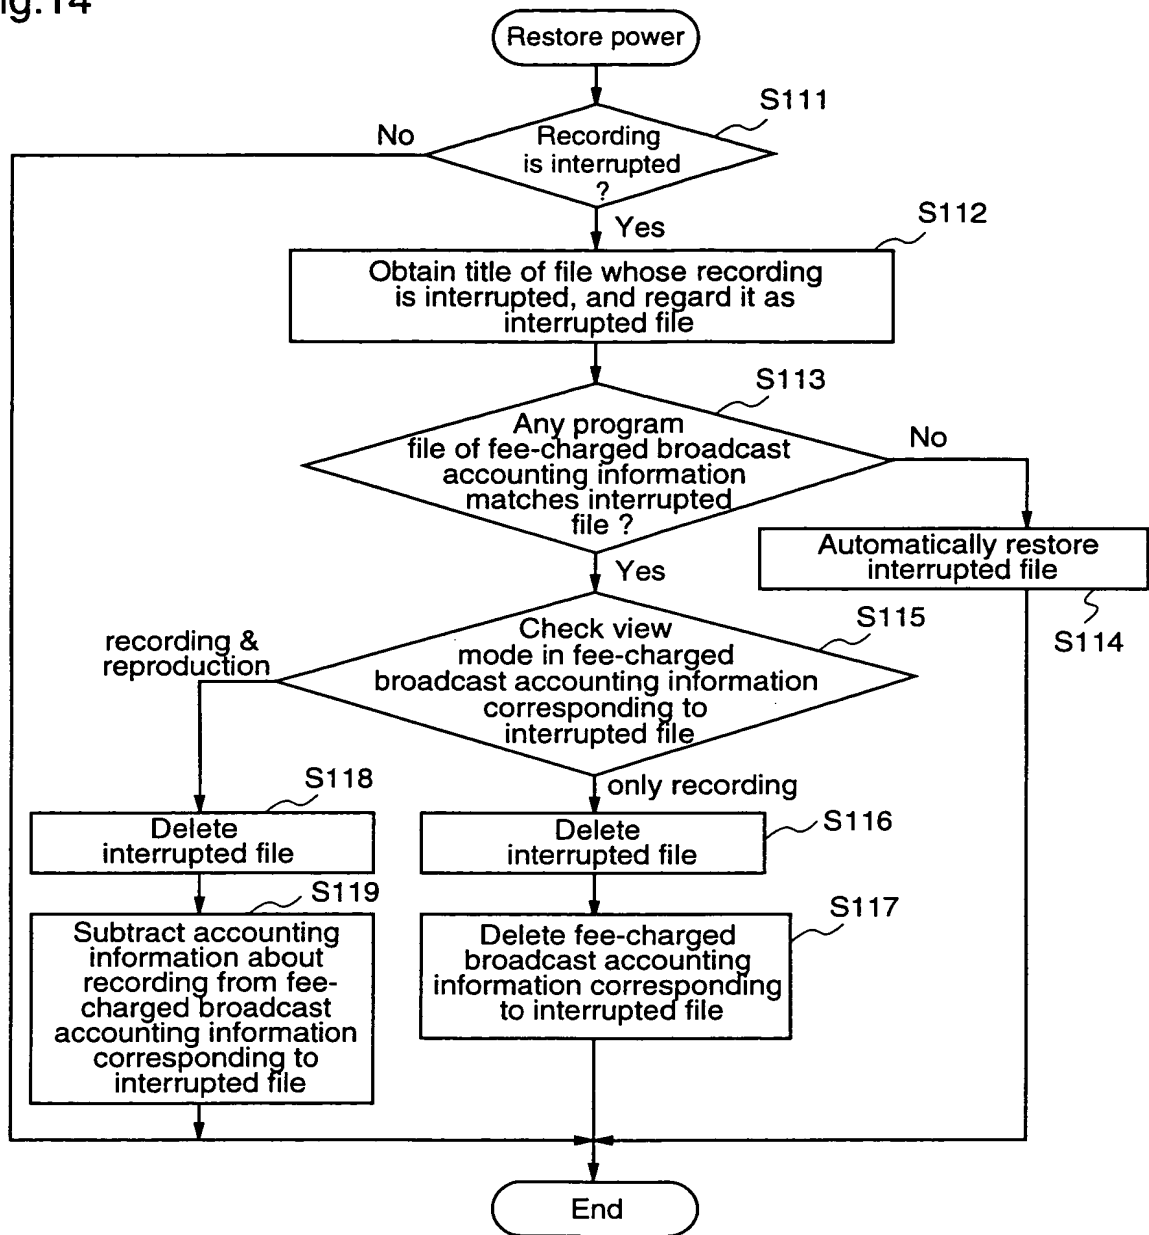 ig.14
Restore power
S111
No
Recording
is interrupted
?
Yes
S112
Obtain title of file whose recording
is interrupted, and regard it as
interrupted file
S113
Any program
file of fee-charged broadcast
accounting information
matches interrupted
file ?
No
Yes
Automatically restore
interrupted file
S114
S115
Check view
mode in fee-charged
broadcast accounting information
corresponding to
interrupted file
recording &
reproduction
only recording
S118
Delete
interrupted file
S116
Delete
interrupted file
S119
Subtract accounting
information about
recording from fee-
charged broadcast
accounting information
corresponding to
interrupted file
S117
Delete fee-charged
broadcast accounting
information corresponding
to interrupted file
End